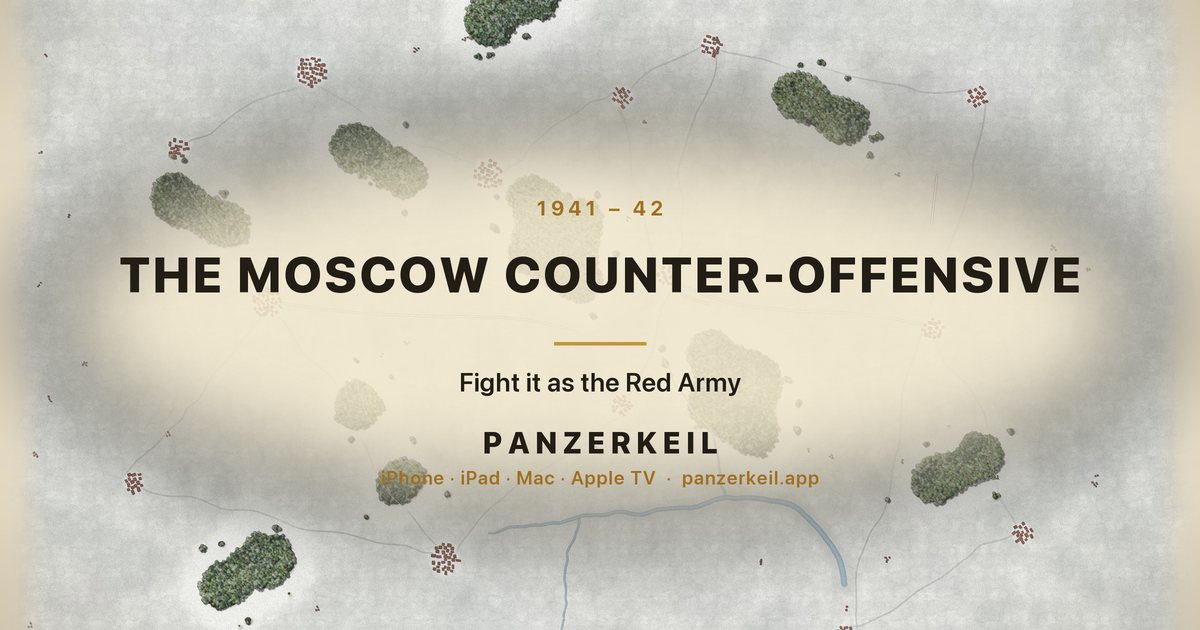 1941 – 42
THE MOSCOW COUNTER-OFFENSIVE
Fight it as the Red Army
PANZERKEIL
iPhone · iPad · Mac · Apple TV · panzerkeil.app